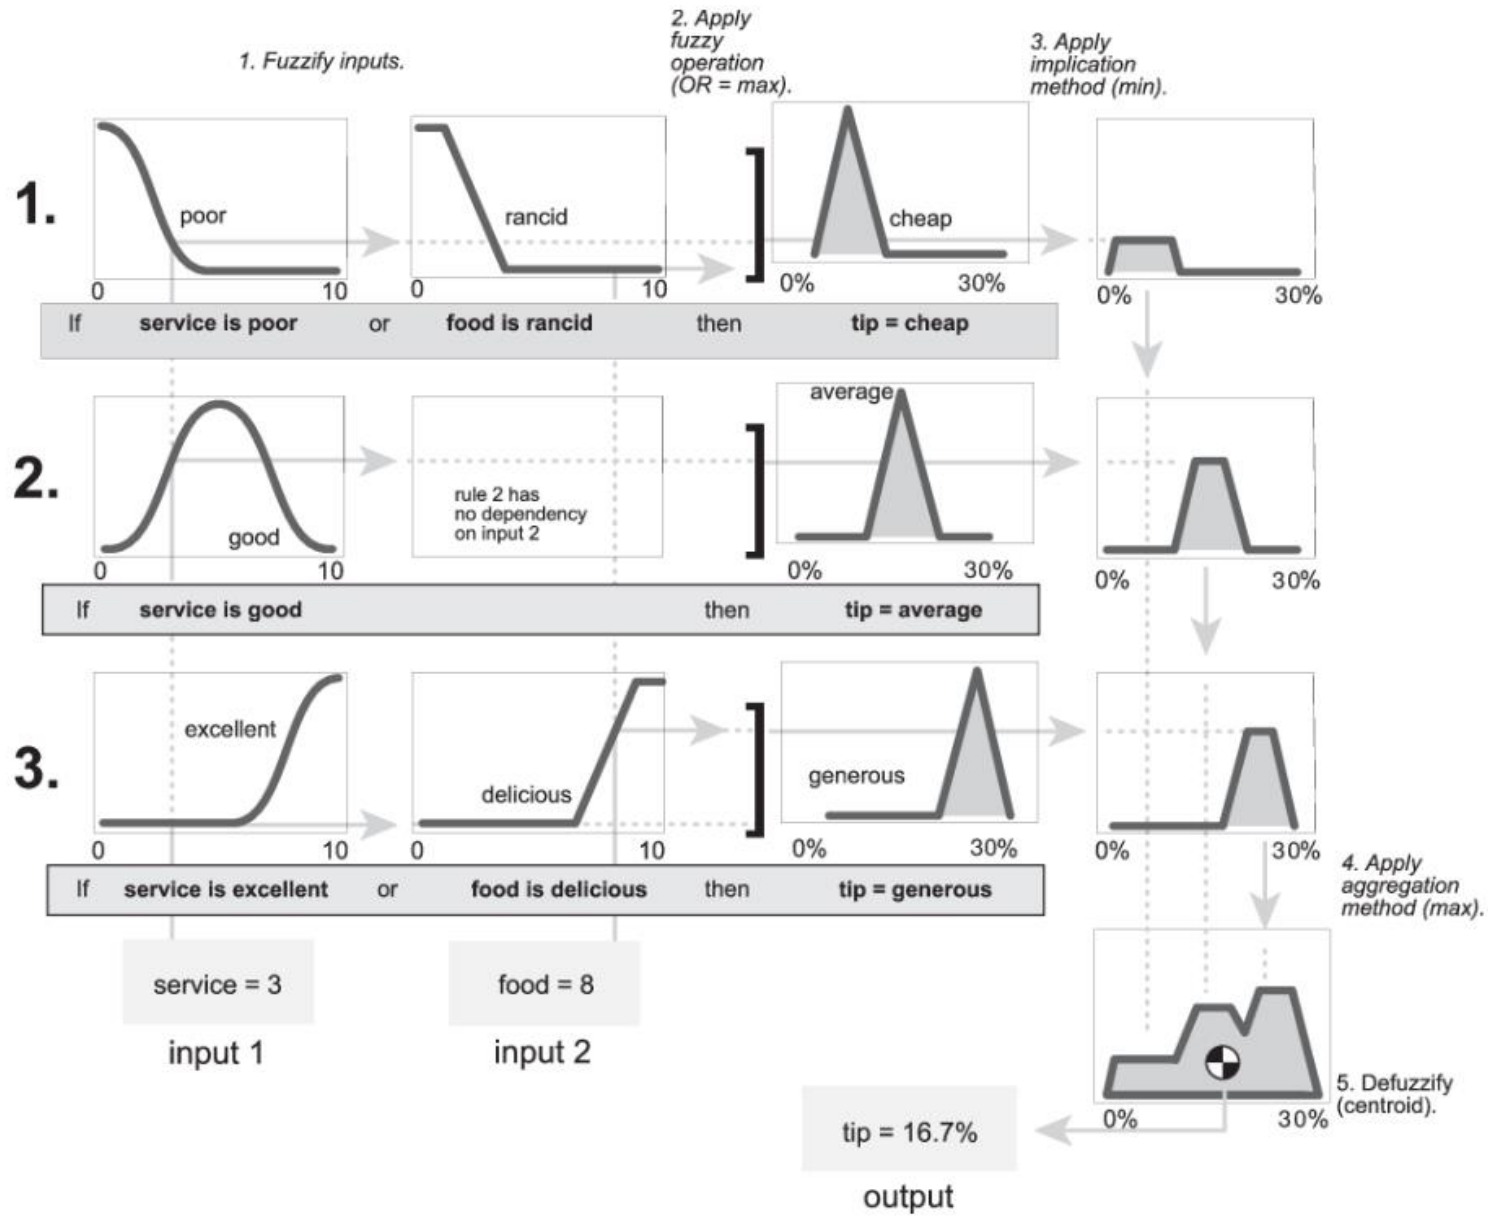 1. Fuzzify inputs.
2. Apply
fuzzy
operation
(OR = max).
3. Apply
implication
method (min).
1.
poor
rancid
cheap
0 10
0 10
0% 30%
0% 30%
If service is poor or food is rancid then tip = cheap
2.
good
rule 2 has
no dependency
on input 2
average
0 10
0% 30%
0% 30%
If service is good then tip = average
3.
excellent
delicious
generous
0 10
0 10
0% 30%
0% 30%
If service is excellent or food is delicious then tip = generous
4. Apply
aggregation
method (max).
service = 3
food = 8
input 1
input 2
0% 30%
5. Defuzzify
(centroid).
tip = 16.7%
output